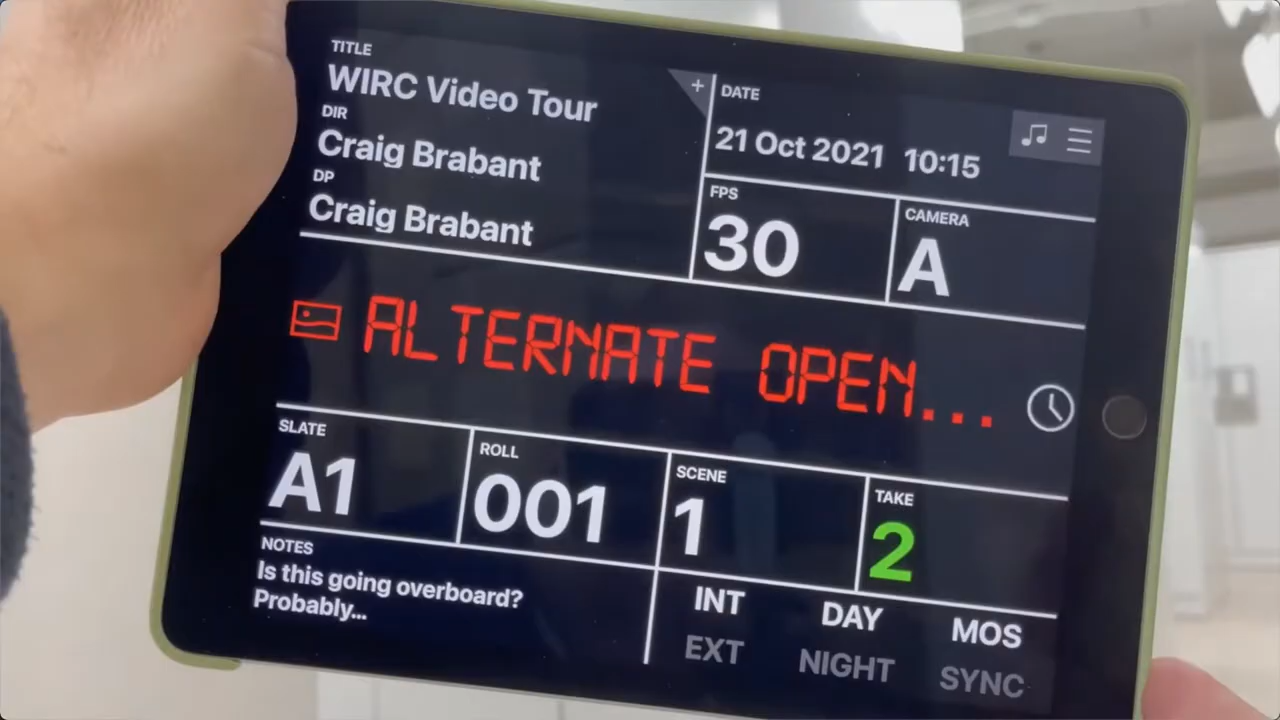 TITLE
WIRC Video Tour
DIR
Craig Brabant
DP
Craig Brabant
+
DATE
21 Oct 2021 10:15
FPS
30
CAMERA
A
ALTERNATE OPEN...
SLATE
A1
ROLL
001
SCENE
1
TAKE
2
NOTES
Is this going overboard?
Probably...
INT DAY MOS
EXT NIGHT SYNC